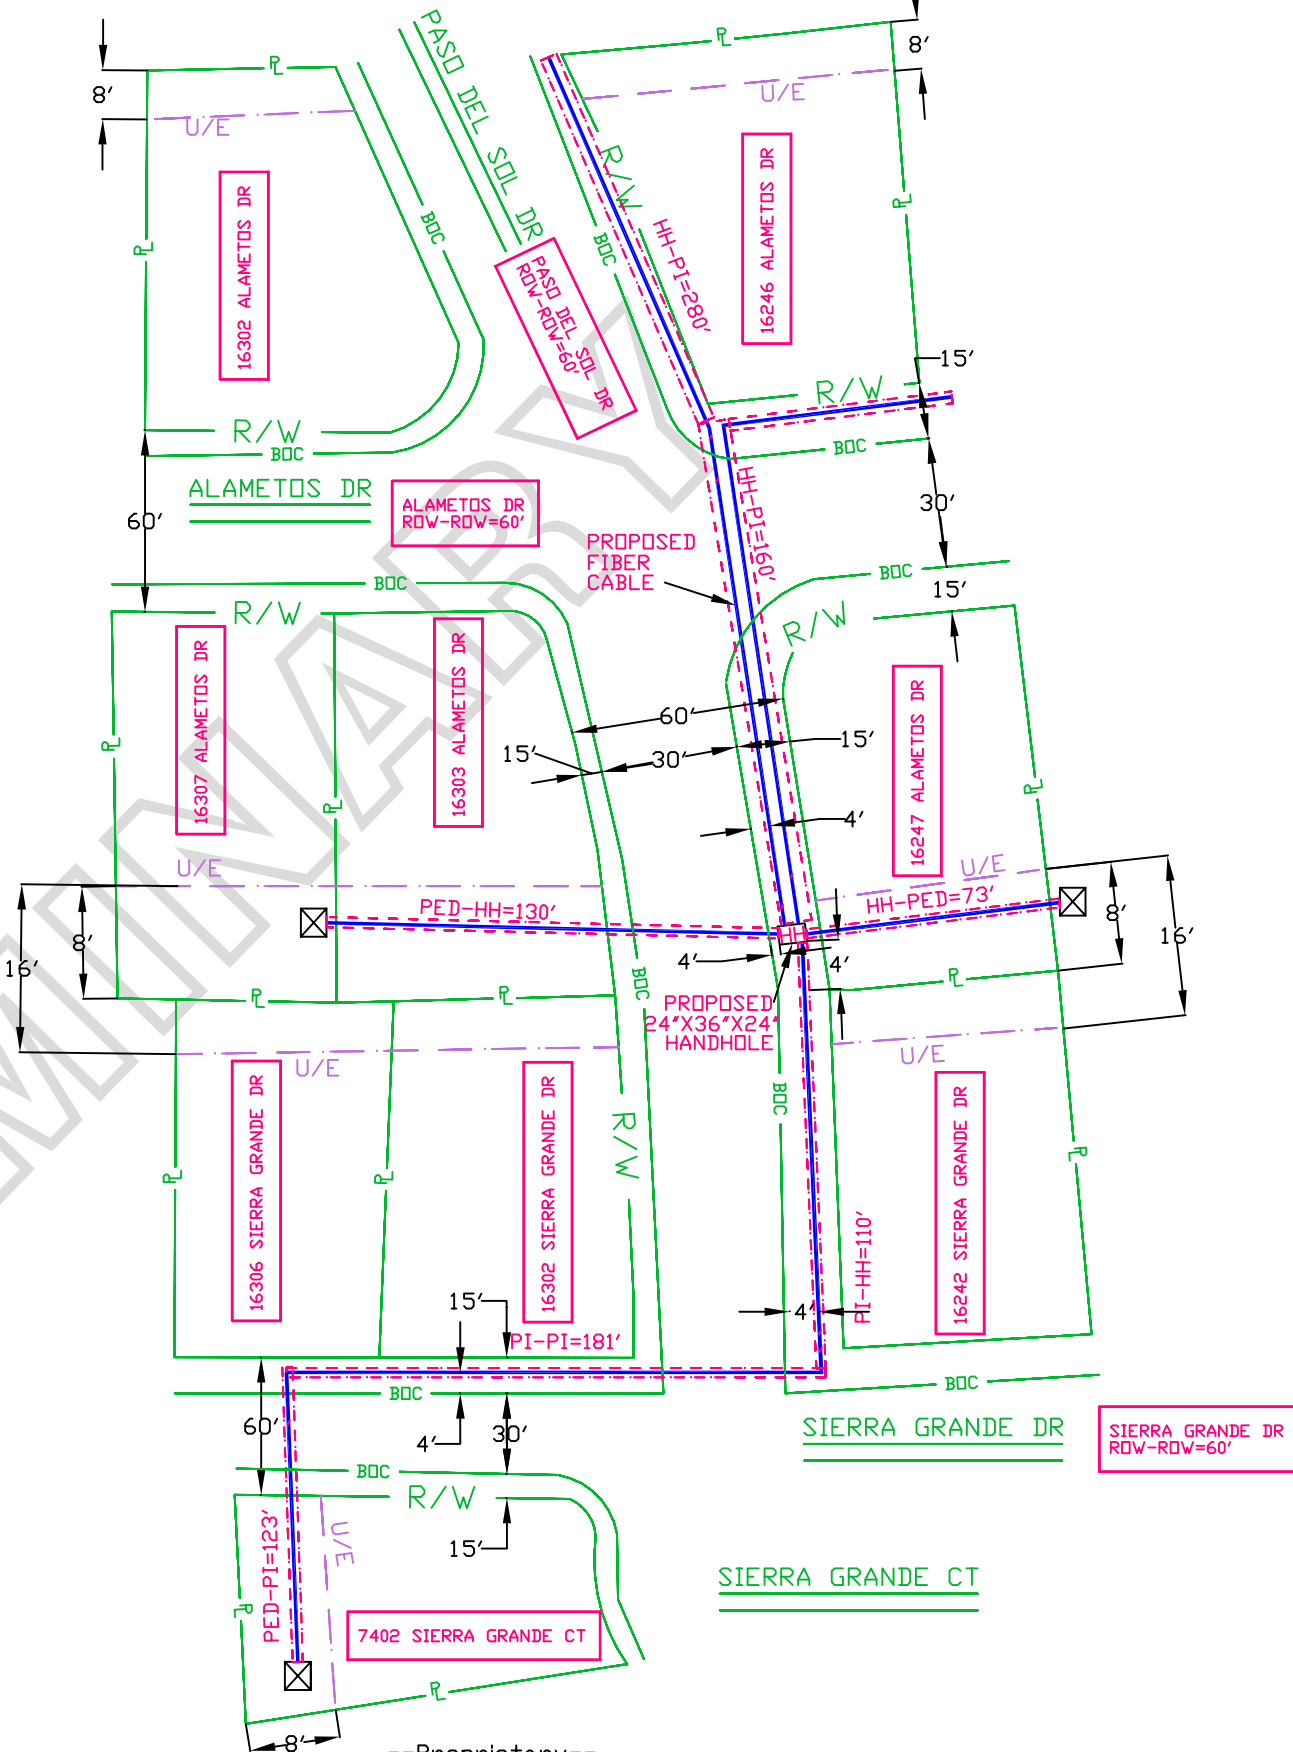 8'
PL
8'
U/E
PASO DEL SOL DR
PL
8'
U/E
R/W
BOC
BOC
PL
PL
16302 ALAMETOS DR
HH-PI=280'
16246 ALAMETOS DR
PASO DEL SOL DR
ROW-ROW=60'
15'
R/W
R/W
BOC
BOC
ALAMETOS DR
ALAMETOS DR
ROW-ROW=60'
60'
HH-PI=160'
30'
PROPOSED
FIBER
CABLE
BOC
BOC
15'
R/W
R/W
16307 ALAMETOS DR
16303 ALAMETOS DR
16247 ALAMETOS DR
60'
15'
30'
15'
PL
PL
PL
4'
U/E
U/E
PED-HH=130'
HH-PED=73'
8'
16'
8'
16'
HH
4'
4'
PL
PL
PL
BOC
PROPOSED
24"X36"X24"
HANDHOLE
U/E
U/E
BOC
R/W
PL
PL
PL
16306 SIERRA GRANDE DR
16302 SIERRA GRANDE DR
16242 SIERRA GRANDE DR
PI-HH=110'
15'
4'
PI-PI=181'
BOC
BOC
60'
4'
30'
SIERRA GRANDE DR
SIERRA GRANDE DR
ROW-ROW=60'
BOC
R/W
U/E
15'
PED-PI=123'
SIERRA GRANDE CT
PL
7402 SIERRA GRANDE CT
PL
8'
--Proprietary--
MINARY